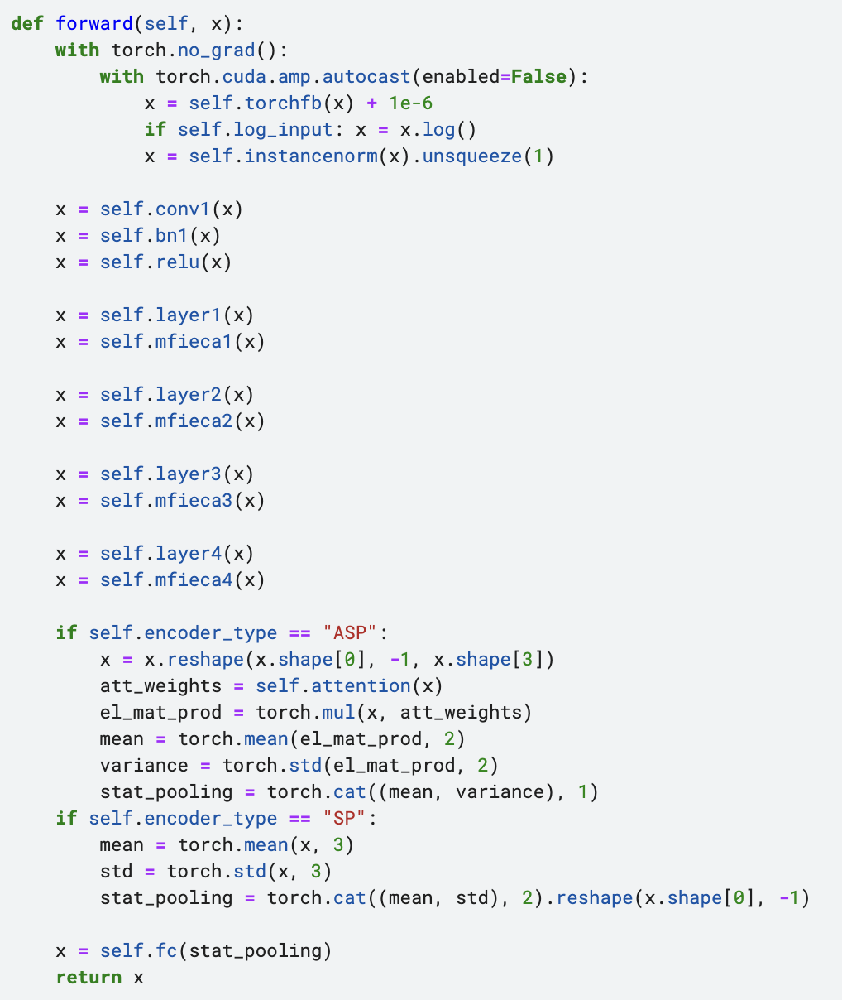 def forward(self, x):
    with torch.no_grad():
        with torch.cuda.amp.autocast(enabled=False):
            x = self.torchfb(x) + 1e-6
            if self.log_input: x = x.log()
            x = self.instancenorm(x).unsqueeze(1)

    x = self.conv1(x)
    x = self.bn1(x)
    x = self.relu(x)

    x = self.layer1(x)
    x = self.mfieca1(x)

    x = self.layer2(x)
    x = self.mfieca2(x)

    x = self.layer3(x)
    x = self.mfieca3(x)

    x = self.layer4(x)
    x = self.mfieca4(x)

    if self.encoder_type == "ASP":
        x = x.reshape(x.shape[0], -1, x.shape[3])
        att_weights = self.attention(x)
        el_mat_prod = torch.mul(x, att_weights)
        mean = torch.mean(el_mat_prod, 2)
        variance = torch.std(el_mat_prod, 2)
        stat_pooling = torch.cat((mean, variance), 1)
    if self.encoder_type == "SP":
        mean = torch.mean(x, 3)
        std = torch.std(x, 3)
        stat_pooling = torch.cat((mean, std), 2).reshape(x.shape[0], -1)

    x = self.fc(stat_pooling)
    return x